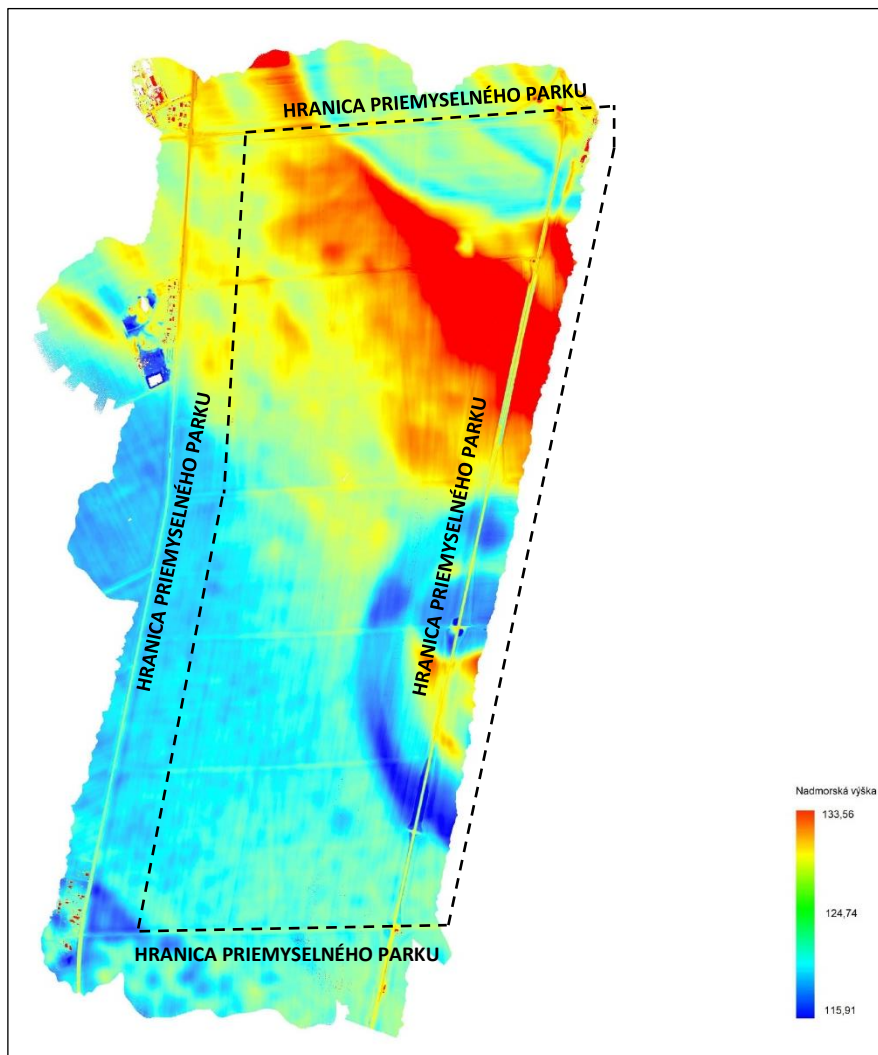 HRANICA PRIEMYSELNÉHO PARKU
HRANICA PRIEMYSELNÉHO PARKU
HRANICA PRIEMYSELNÉHO PARKU
HRANICA PRIEMYSELNÉHO PARKU
Nadmorská výška
133,56
124,74
115,91